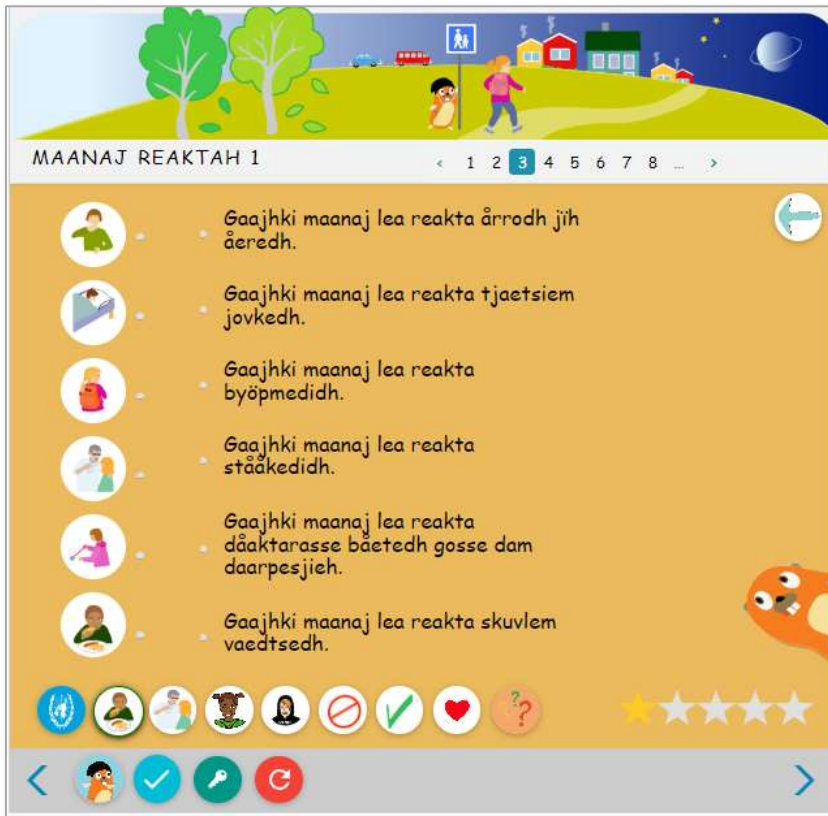 MAANAJ REAKTAH 1
‹ 1 2 3 4 5 6 7 8 ... ›
Gaajhki maanaj lea reakta årrodh jïh
åeredh.
Gaajhki maanaj lea reakta tjaetsiem
jovkedh.
Gaajhki maanaj lea reakta
byöpmedidh.
Gaajhki maanaj lea reakta
stååkedidh.
Gaajhki maanaj lea reakta
dåaktarasse båetedh gosse dam
daarpesjieh.
Gaajhki maanaj lea reakta skuvlem
vaedtsedh.
???